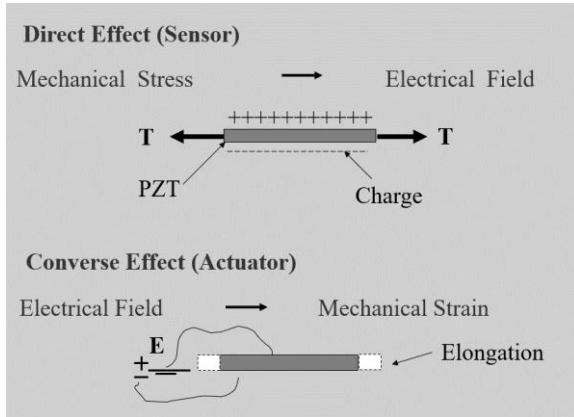 Direct Effect (Sensor)
Mechanical Stress Electrical Field
+++++++++++
T T
PZT
Charge
Converse Effect (Actuator)
Electrical Field Mechanical Strain
E
+
−
Elongation